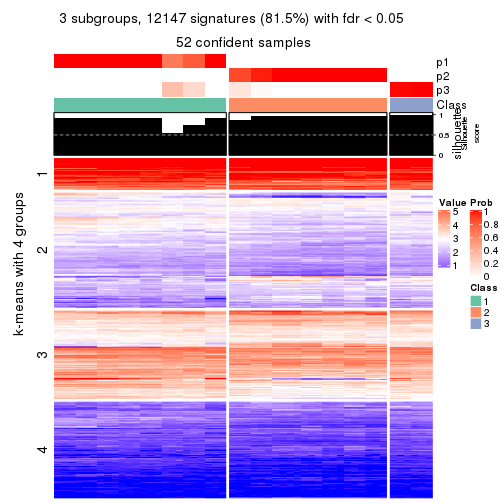 3 subgroups, 12147 signatures (81.5%) with fdr < 0.05
52 confident samples
p1
p2
p3
Class
1
0.5
0
silhouette
Silhouette
score
k-means with 4 groups
1
2
3
4
Value
5
4
3
2
1
Prob
1
0.8
0.6
0.4
0.2
0
Class
1
2
3